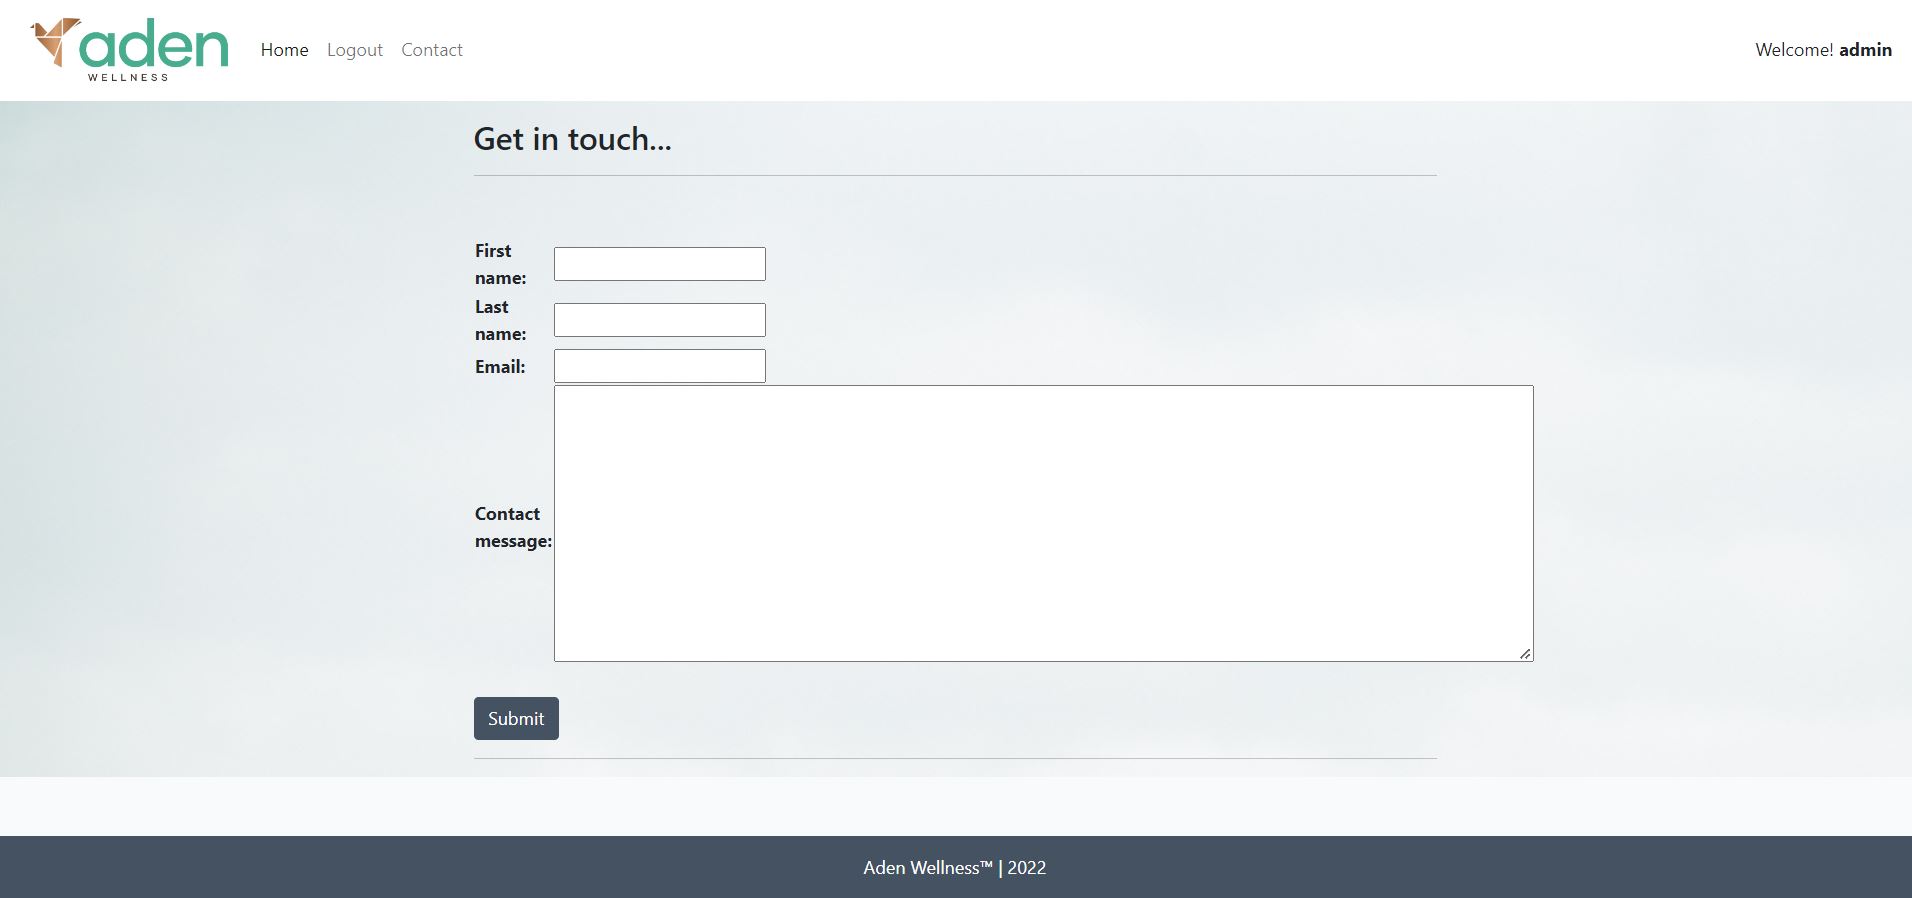 aden
WELLNESS
Home Logout Contact
Welcome! admin
Get in touch...
First
name:
Last
name:
Email:
Contact
message:
Submit
Aden Wellness™ | 2022